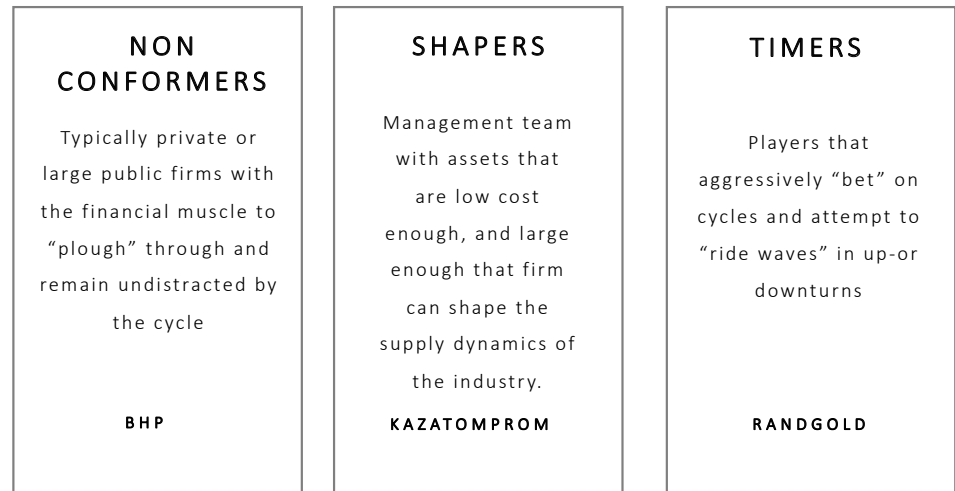 NON
CONFORMERS
Typically private or
large public firms with
the financial muscle to
“plough” through and
remain undistracted by
the cycle
BHP
SHAPERS
Management team
with assets that
are low cost
enough, and large
enough that firm
can shape the
supply dynamics of
the industry.
KAZATOMPROM
TIMERS
Players that
aggressively “bet” on
cycles and attempt to
“ride waves” in up-or
downturns
RANDGOLD